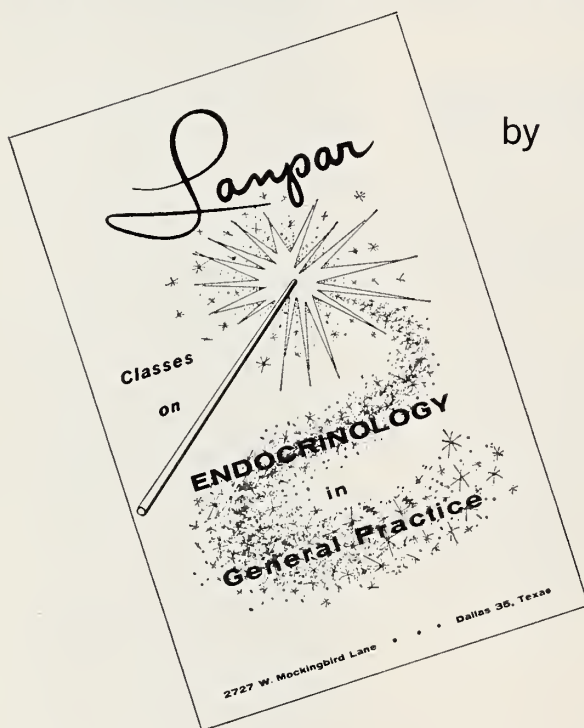 Lanpar
by
Classes
on
ENDOCRINOLOGY
in
General Practice
2727 W. Mockingbird Lane . . . Dallas 35, Texas